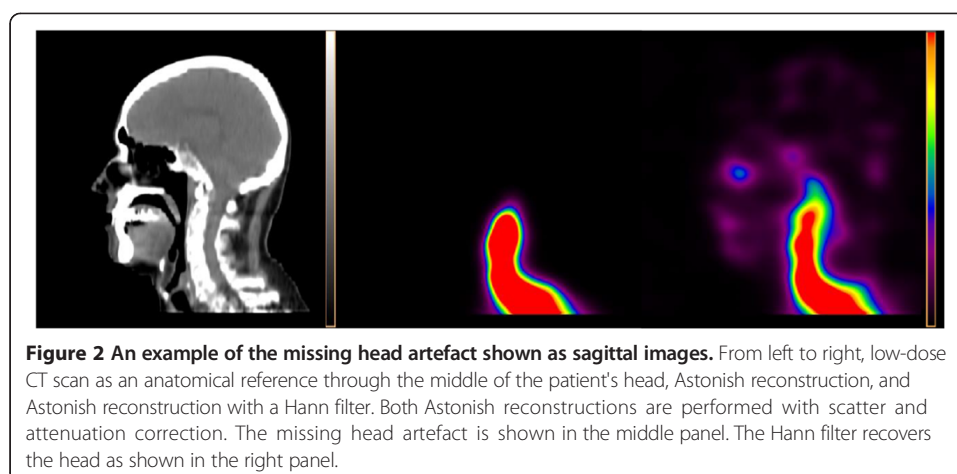 Figure 2 An example of the missing head artefact shown as sagittal images. From left to right, low-dose
CT scan as an anatomical reference through the middle of the patient's head, Astonish reconstruction, and
Astonish reconstruction with a Hann filter. Both Astonish reconstructions are performed with scatter and
attenuation correction. The missing head artefact is shown in the middle panel. The Hann filter recovers
the head as shown in the right panel.